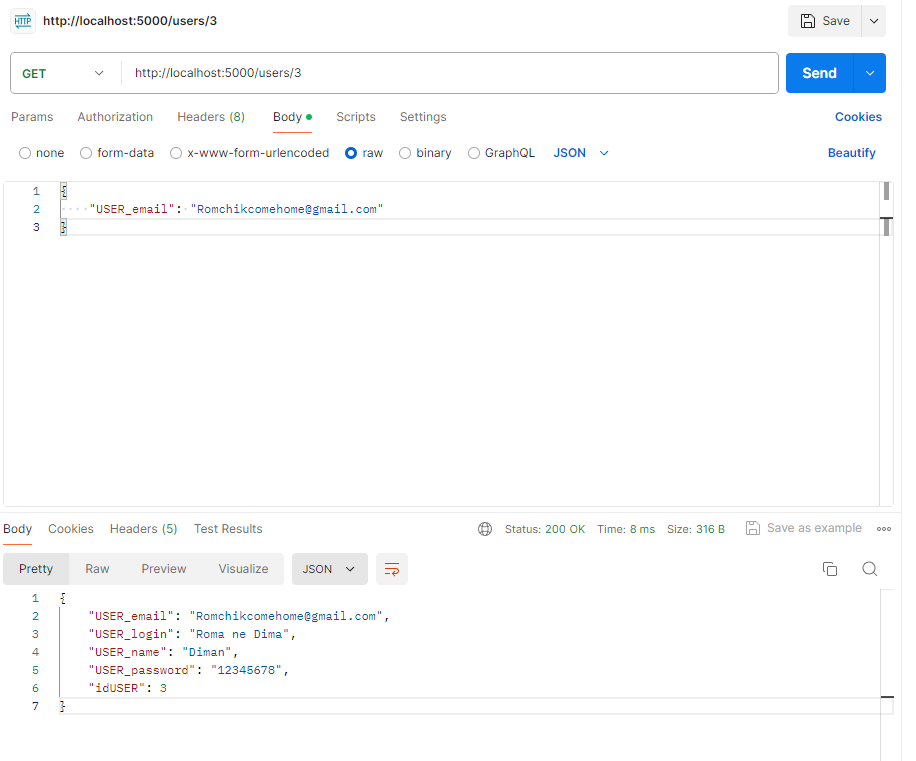 HTTP http://localhost:5000/users/3 Save
GET http://localhost:5000/users/3 Send
Params Authorization Headers (8) Body Scripts Settings Cookies
none form-data x-www-form-urlencoded raw binary GraphQL JSON Beautify
1 {
2 "USER_email": "Romchikcomehome@gmail.com"
3 }
Body Cookies Headers (5) Test Results Status: 200 OK Time: 8 ms Size: 316 B Save as example
Pretty Raw Preview Visualize JSON
1 {
2 "USER_email": "Romchikcomehome@gmail.com",
3 "USER_login": "Roma ne Dima",
4 "USER_name": "Diman",
5 "USER_password": "12345678",
6 "idUSER": 3
7 }